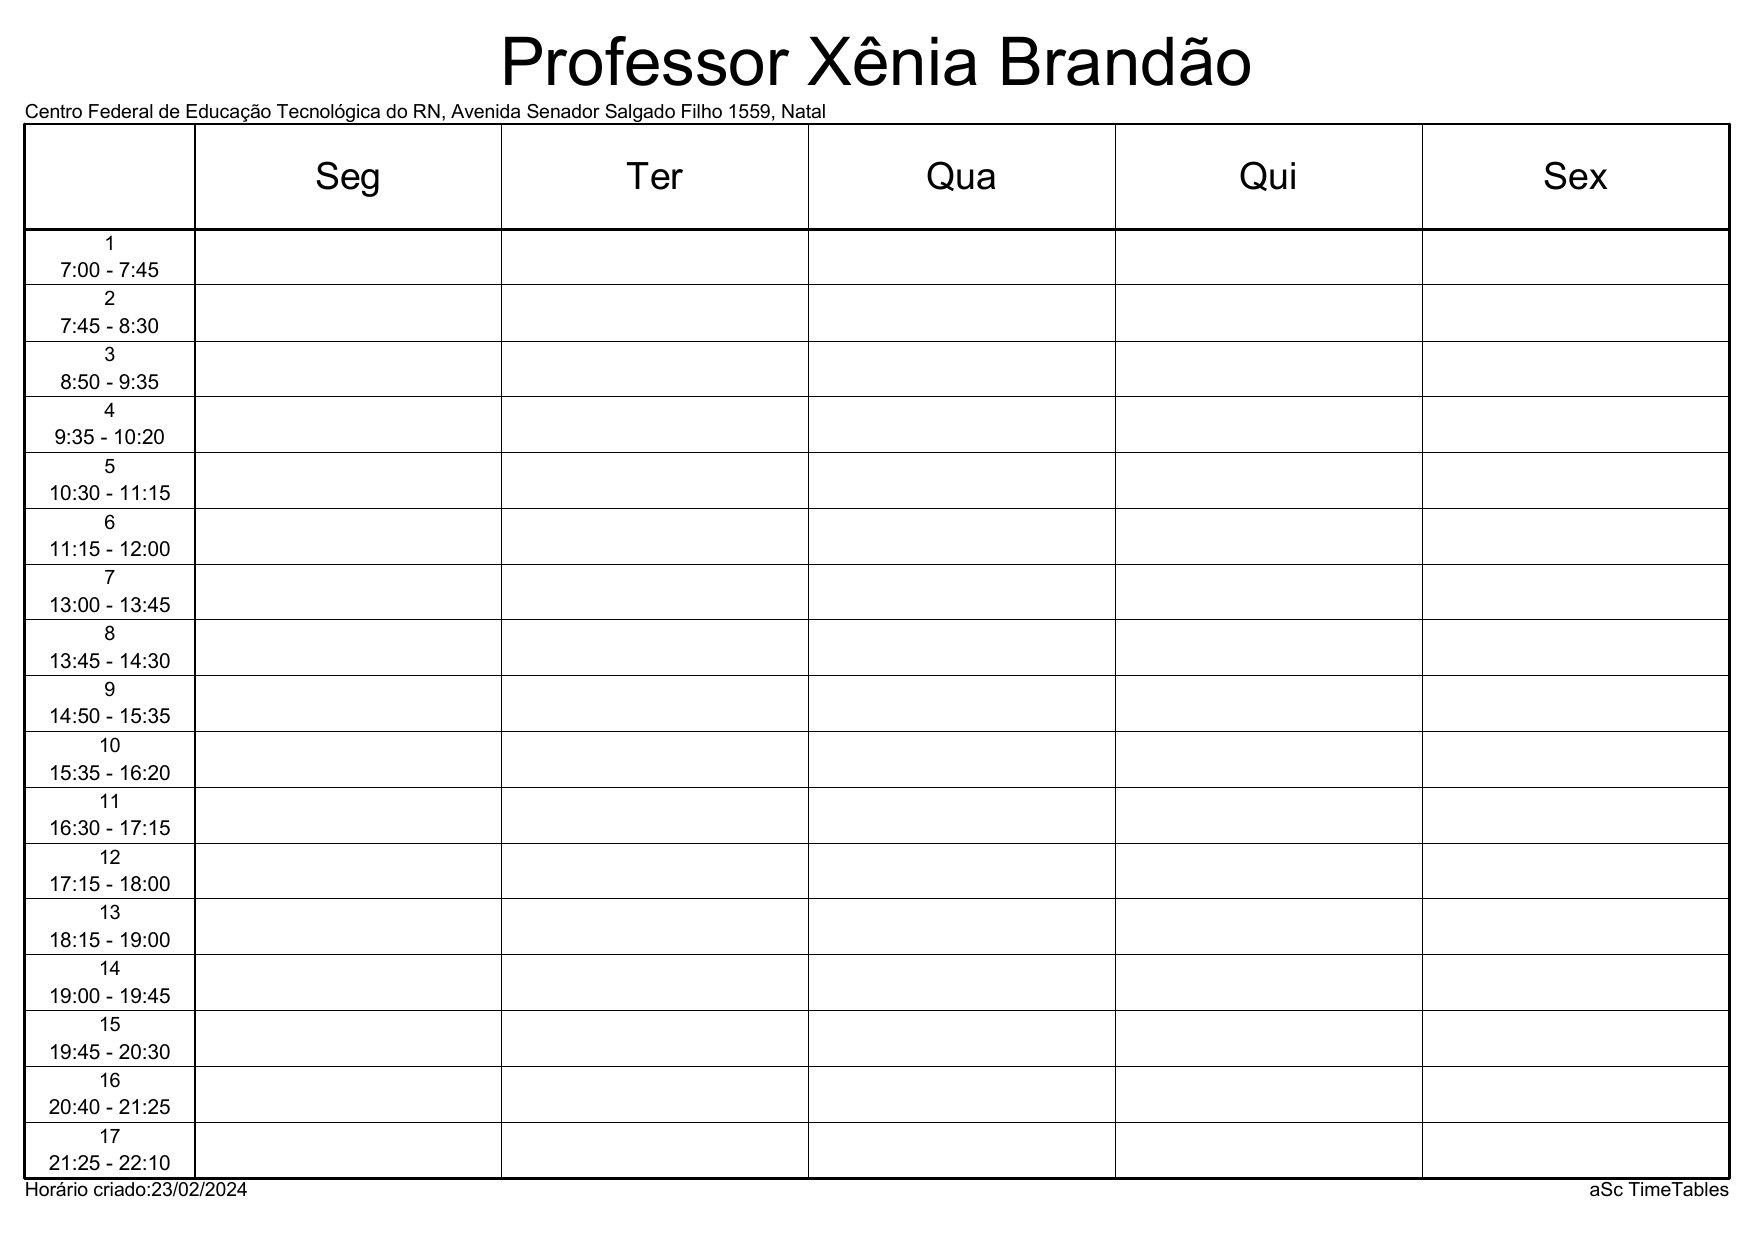 Professor Xênia Brandão
Centro Federal de Educação Tecnológica do RN, Avenida Senador Salgado Filho 1559, Natal
Seg Ter Qua Qui Sex
1
7:00 - 7:45
2
7:45 - 8:30
3
8:50 - 9:35
4
9:35 - 10:20
5
10:30 - 11:15
6
11:15 - 12:00
7
13:00 - 13:45
8
13:45 - 14:30
9
14:50 - 15:35
10
15:35 - 16:20
11
16:30 - 17:15
12
17:15 - 18:00
13
18:15 - 19:00
14
19:00 - 19:45
15
19:45 - 20:30
16
20:40 - 21:25
17
21:25 - 22:10
Horário criado:23/02/2024 aSc TimeTables